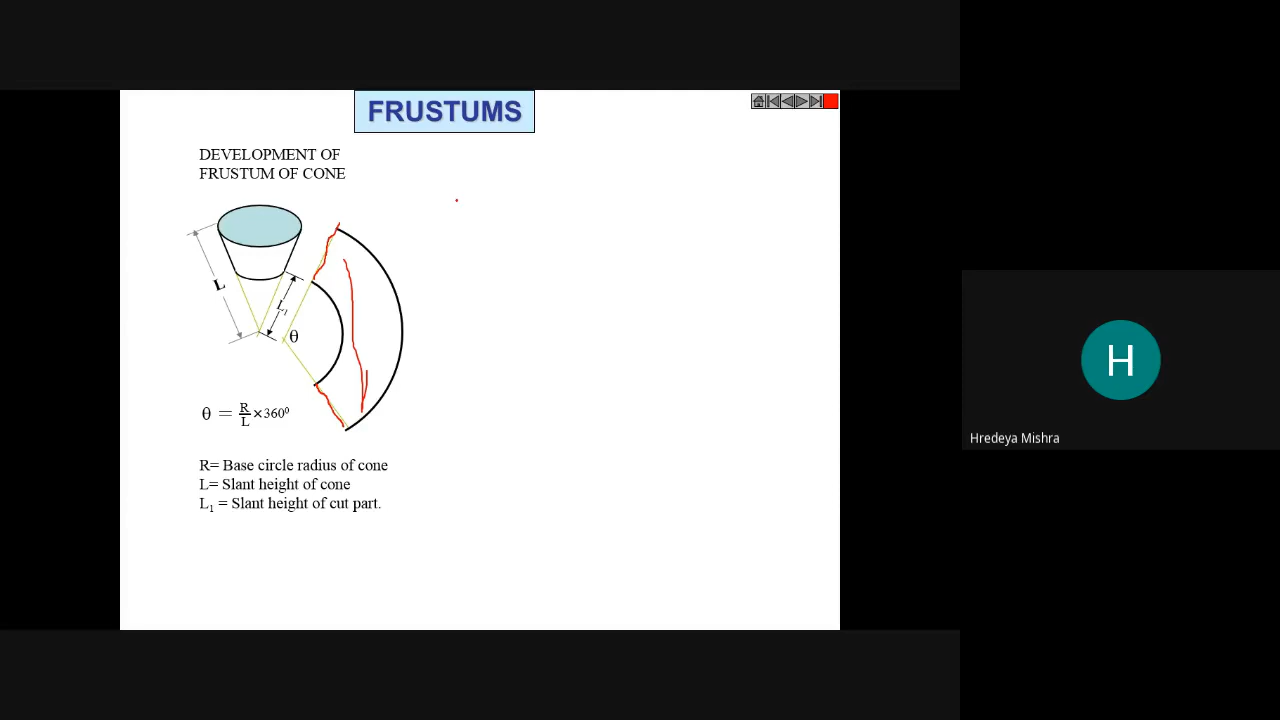 FRUSTUMS
DEVELOPMENT OF
FRUSTUM OF CONE
L
L₁
θ
θ = R/L ×360⁰
R= Base circle radius of cone
L= Slant height of cone
L₁ = Slant height of cut part.
H
Hredeya Mishra